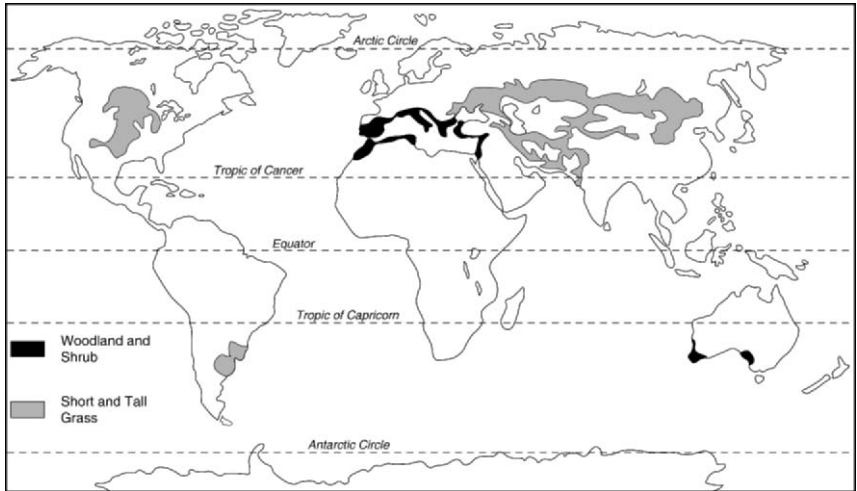 Arctic Circle
Tropic of Cancer
Equator
Tropic of Capricorn
Woodland and
Shrub
Short and Tall
Grass
Antarctic Circle